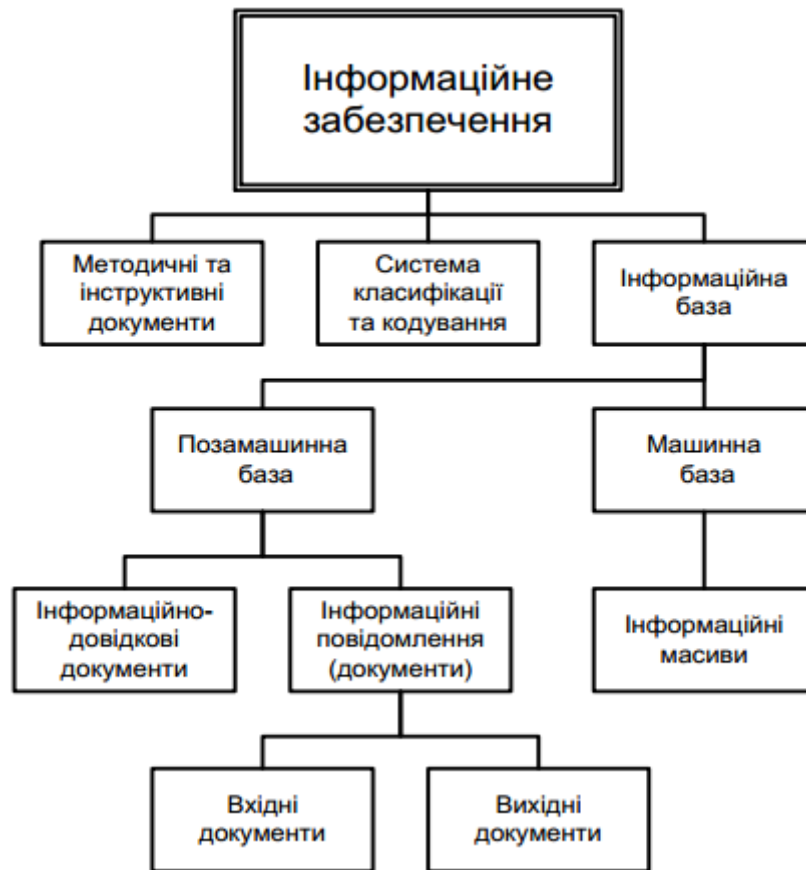 Інформаційне
забезпечення
Методичні та
інструктивні
документи
Система
класифікації
та кодування
Інформаційна
база
Позамашинна
база
Машинна
база
Інформаційно-
довідкові
документи
Інформаційні
повідомлення
(документи)
Інформаційні
масиви
Вхідні
документи
Вихідні
документи